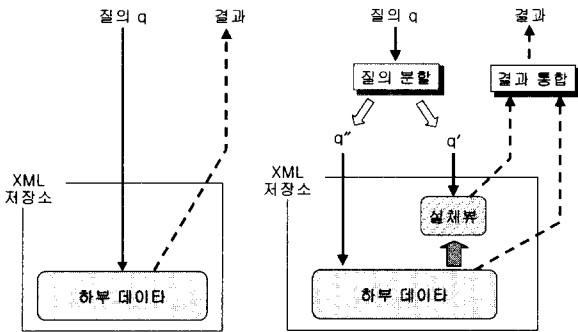 질의 q
결과
XML
저장소
하부 데이타
질의 q
결과
질의 분할
결과 통합
q″
q′
XML
저장소
실체뷰
하부 데이타